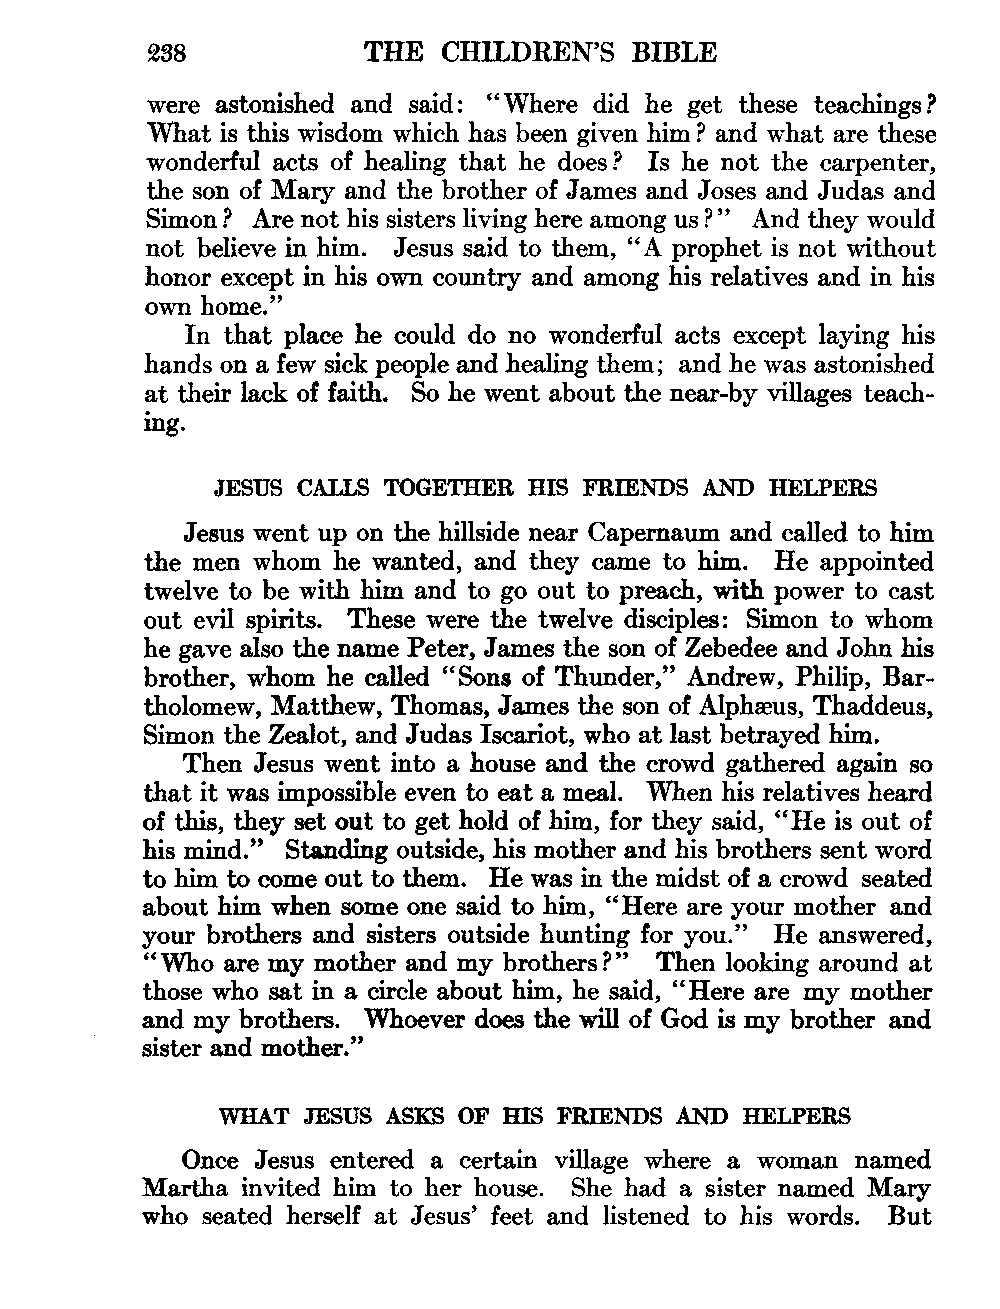 238 THE CHILDREN'S BIBLE
were astonished and said: “Where did he get these teachings?
What is this wisdom which has been given him? and what are these
wonderful acts of healing that he does? Is he not the carpenter,
the son of Mary and the brother of James and Joses and Judas and
Simon? Are not his sisters living here among us?” And they would
not believe in him. Jesus said to them, “A prophet is not without
honor except in his own country and among his relatives and in his
own home.”
In that place he could do no wonderful acts except laying his
hands on a few sick people and healing them; and he was astonished
at their lack of faith. So he went about the near-by villages teach-
ing.
JESUS CALLS TOGETHER HIS FRIENDS AND HELPERS
Jesus went up on the hillside near Capernaum and called to him
the men whom he wanted, and they came to him. He appointed
twelve to be with him and to go out to preach, with power to cast
out evil spirits. These were the twelve disciples: Simon to whom
he gave also the name Peter, James the son of Zebedee and John his
brother, whom he called “Sons of Thunder,” Andrew, Philip, Bar-
tholomew, Matthew, Thomas, James the son of Alphæus, Thaddeus,
Simon the Zealot, and Judas Iscariot, who at last betrayed him.
Then Jesus went into a house and the crowd gathered again so
that it was impossible even to eat a meal. When his relatives heard
of this, they set out to get hold of him, for they said, “He is out of
his mind.” Standing outside, his mother and his brothers sent word
to him to come out to them. He was in the midst of a crowd seated
about him when some one said to him, “Here are your mother and
your brothers and sisters outside hunting for you.” He answered,
“Who are my mother and my brothers?” Then looking around at
those who sat in a circle about him, he said, “Here are my mother
and my brothers. Whoever does the will of God is my brother and
sister and mother.”
WHAT JESUS ASKS OF HIS FRIENDS AND HELPERS
Once Jesus entered a certain village where a woman named
Martha invited him to her house. She had a sister named Mary
who seated herself at Jesus’ feet and listened to his words. But